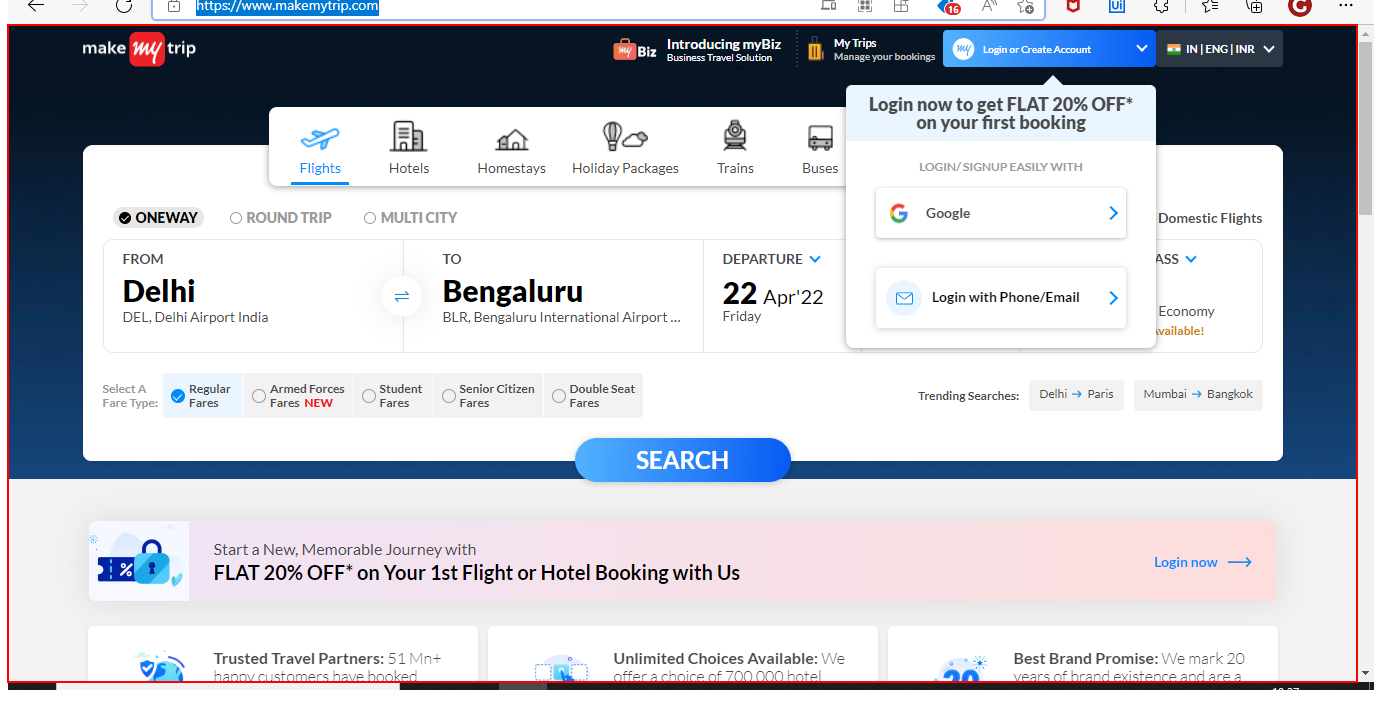 https://www.makemytrip.com
16
Ui
make my trip
my Biz
Introducing myBiz
Business Travel Solution
My Trips
Manage your bookings
my
Login or Create Account
IN | ENG | INR
Login now to get FLAT 20% OFF*
on your first booking
LOGIN/ SIGNUP EASILY WITH
Google
Login with Phone/Email
Flights
Hotels
Homestays
Holiday Packages
Trains
Buses
ONEWAY
ROUND TRIP
MULTI CITY
Domestic Flights
FROM
Delhi
DEL, Delhi Airport India
TO
Bengaluru
BLR, Bengaluru International Airport ...
DEPARTURE
22 Apr'22
Friday
ASS
Economy
Available!
Select A
Fare Type:
Regular
Fares
Armed Forces
Fares NEW
Student
Fares
Senior Citizen
Fares
Double Seat
Fares
Trending Searches:
Delhi → Paris
Mumbai → Bangkok
SEARCH
%
Start a New, Memorable Journey with
FLAT 20% OFF* on Your 1st Flight or Hotel Booking with Us
Login now
Trusted Travel Partners: 51 Mn+
happy customers have booked
Unlimited Choices Available: We
offer a choice of 700,000 hotel
20
Best Brand Promise: We mark 20
years of brand existence and are a